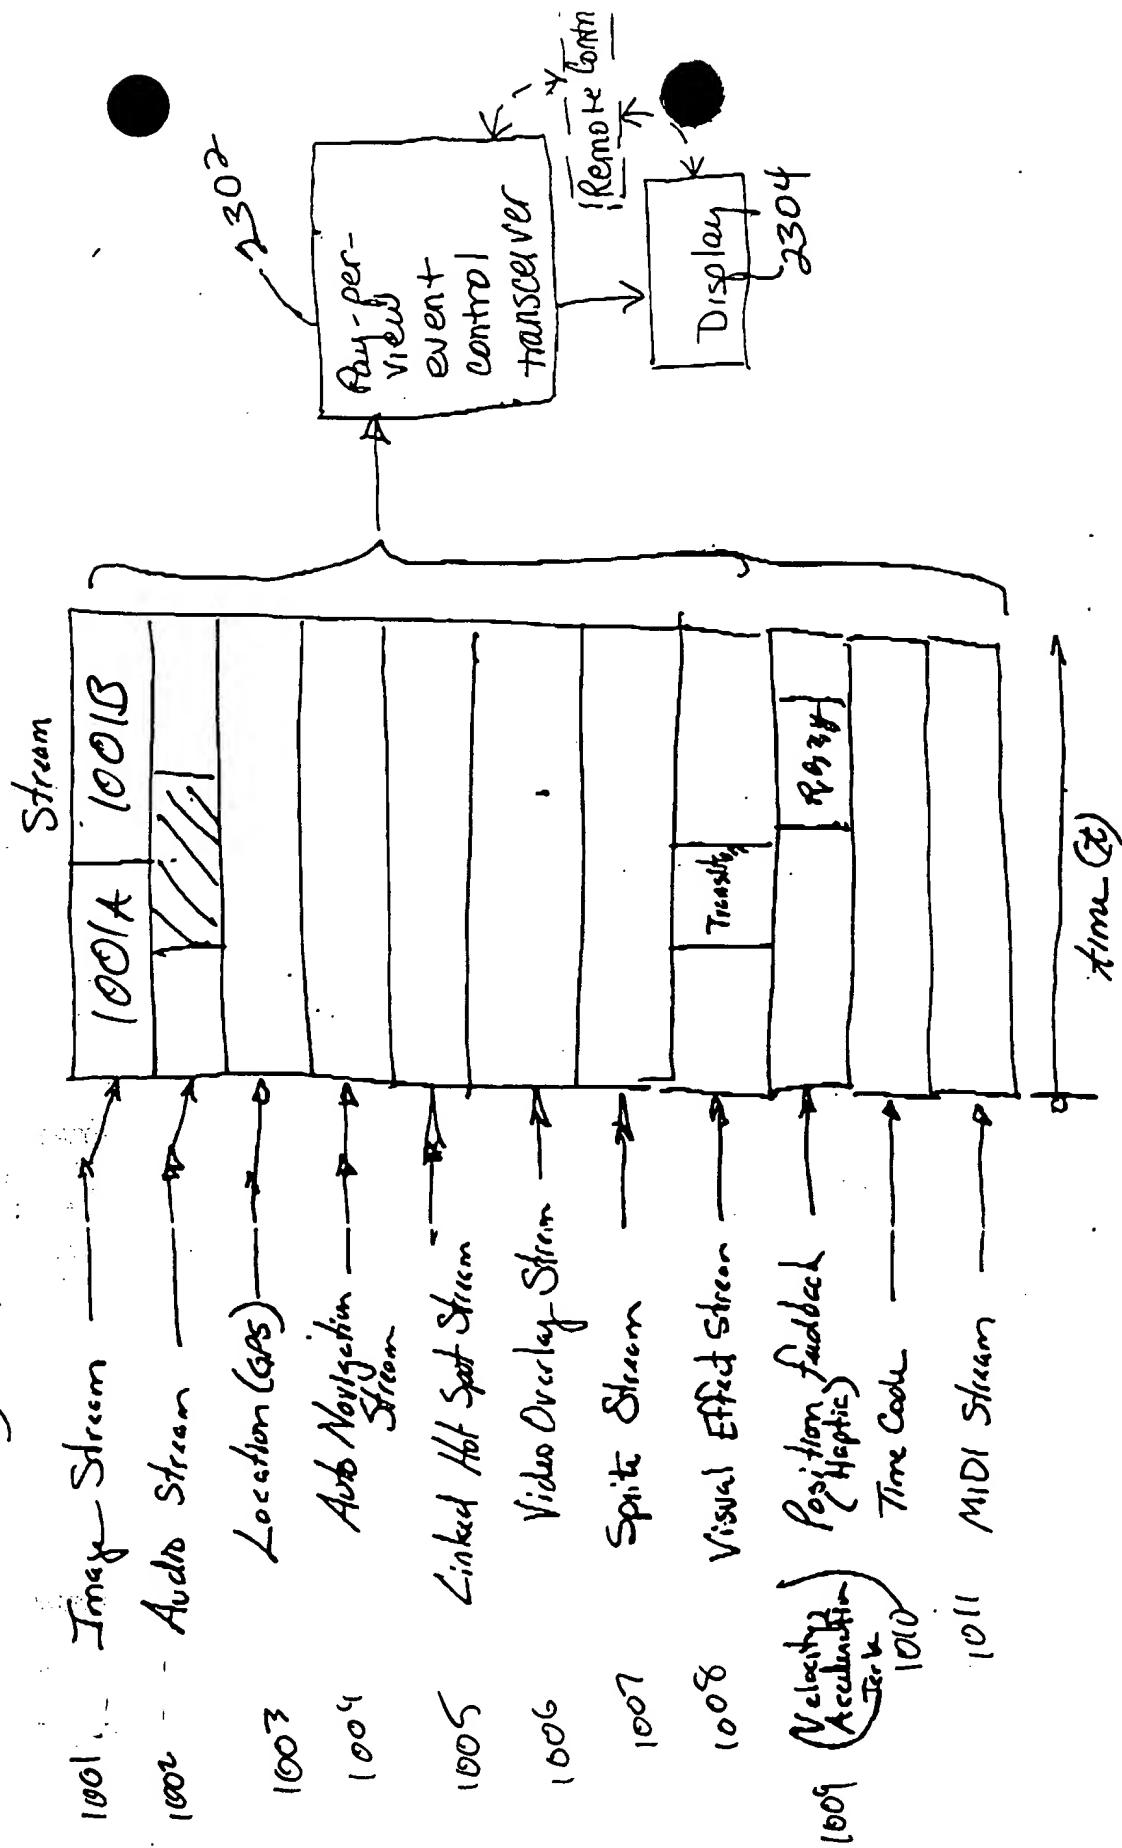 Stream
1001A 1001B
1001 Image Stream
1002 Audio Stream
1003 Location (GPS)
1004 Auto Navigation
Stream
1005 Linked Hot Spot Stream
1006 Video Overlay Stream
1007 Sprite Stream
1008 Visual Effect Stream
1009 (Velocity
Acceleration
Jerk)
Position feedback
(Haptic)
1010 Time Code
1011 MIDI Stream
time (t)
2302
Pay-per-
view
event
control
transceiver
Remote Contr
Display
2304